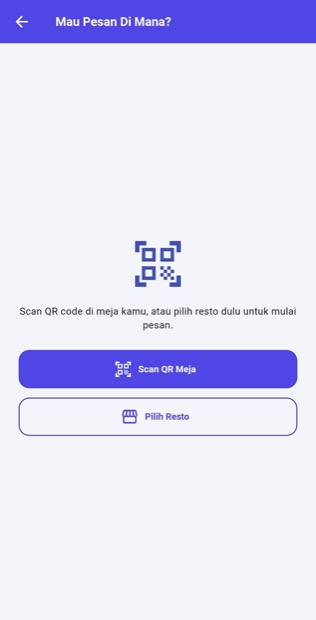 Mau Pesan Di Mana?
Scan QR code di meja kamu, atau pilih resto dulu untuk mulai
pesan.
Scan QR Meja
Pilih Resto